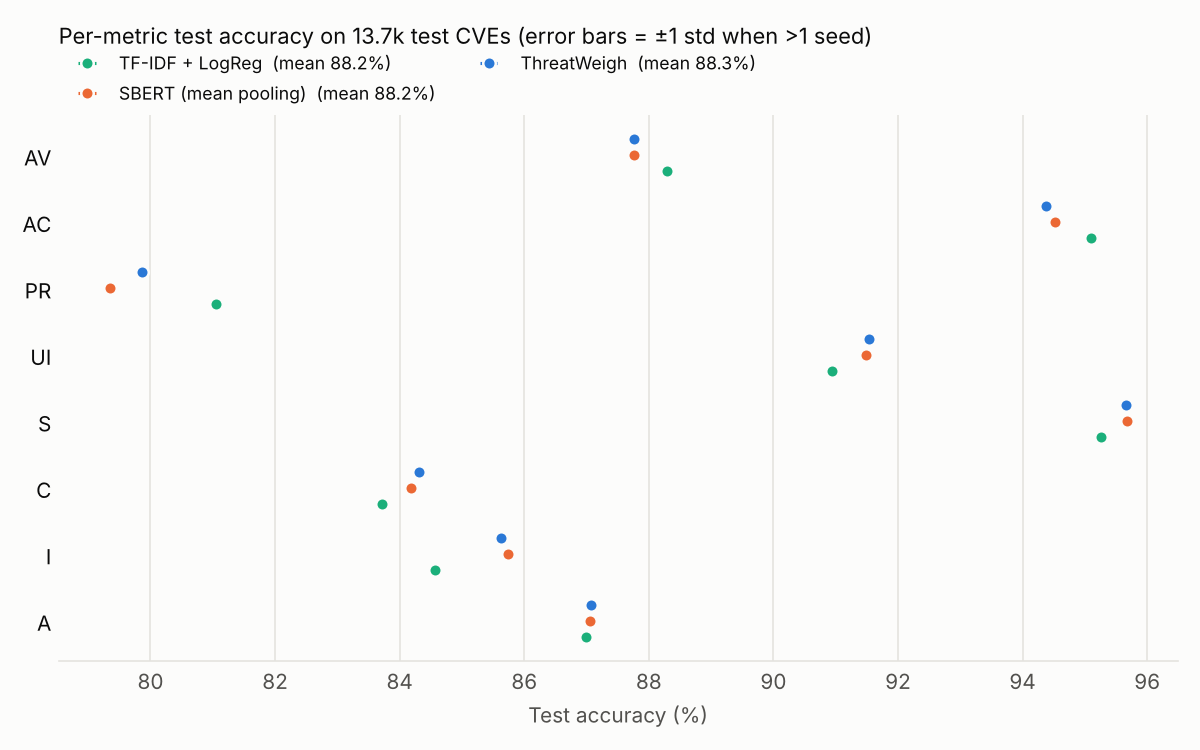 Per-metric test accuracy on 13.7k test CVEs (error bars = ±1 std when >1 seed)
TF-IDF + LogReg (mean 88.2%)
ThreatWeigh (mean 88.3%)
SBERT (mean pooling) (mean 88.2%)
AV
AC
PR
UI
S
C
I
A
80 82 84 86 88 90 92 94 96
Test accuracy (%)